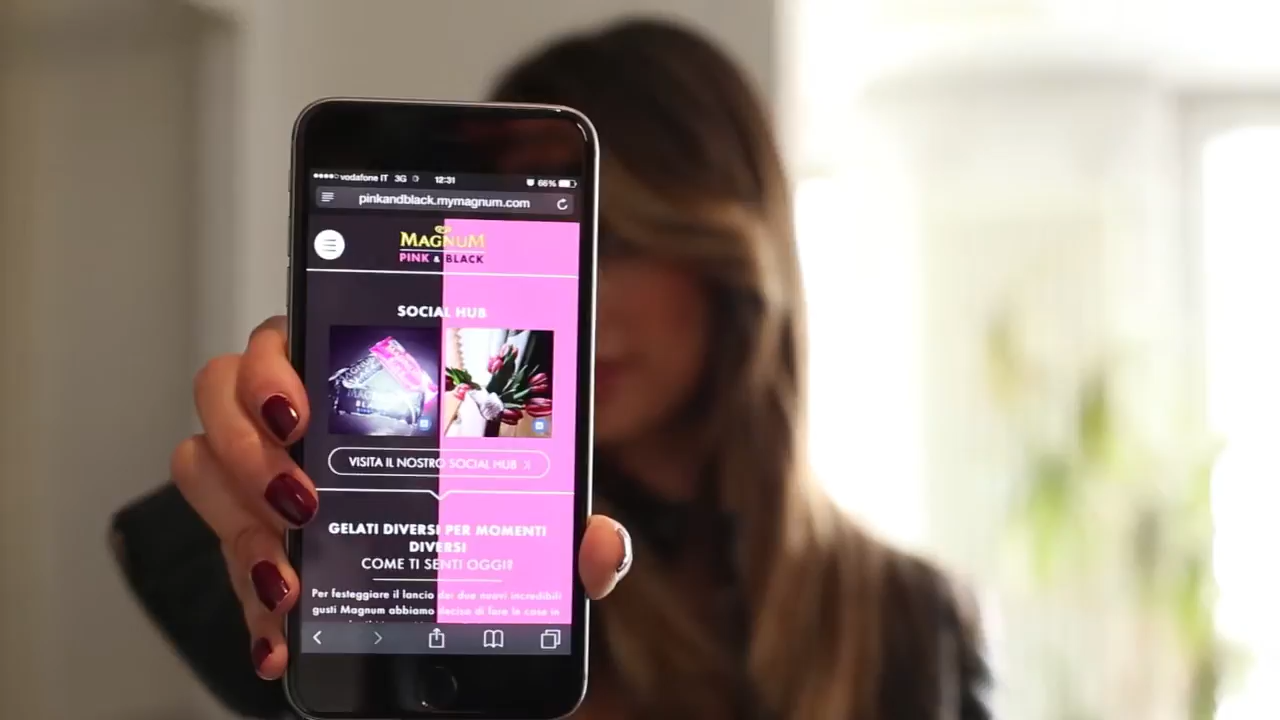 vodafone IT 3G 12:31 66%
pinkandblack.mymagnum.com
MAGNUM
PINK & BLACK
SOCIAL HUB
MAGNUM
BLACK
VISITA IL NOSTRO SOCIAL HUB
GELATI DIVERSI PER MOMENTI
DIVERSI
COME TI SENTI OGGI?
Per festeggiare il lancio dei due nuovi incredibili
gusti Magnum abbiamo deciso di fare le cose in